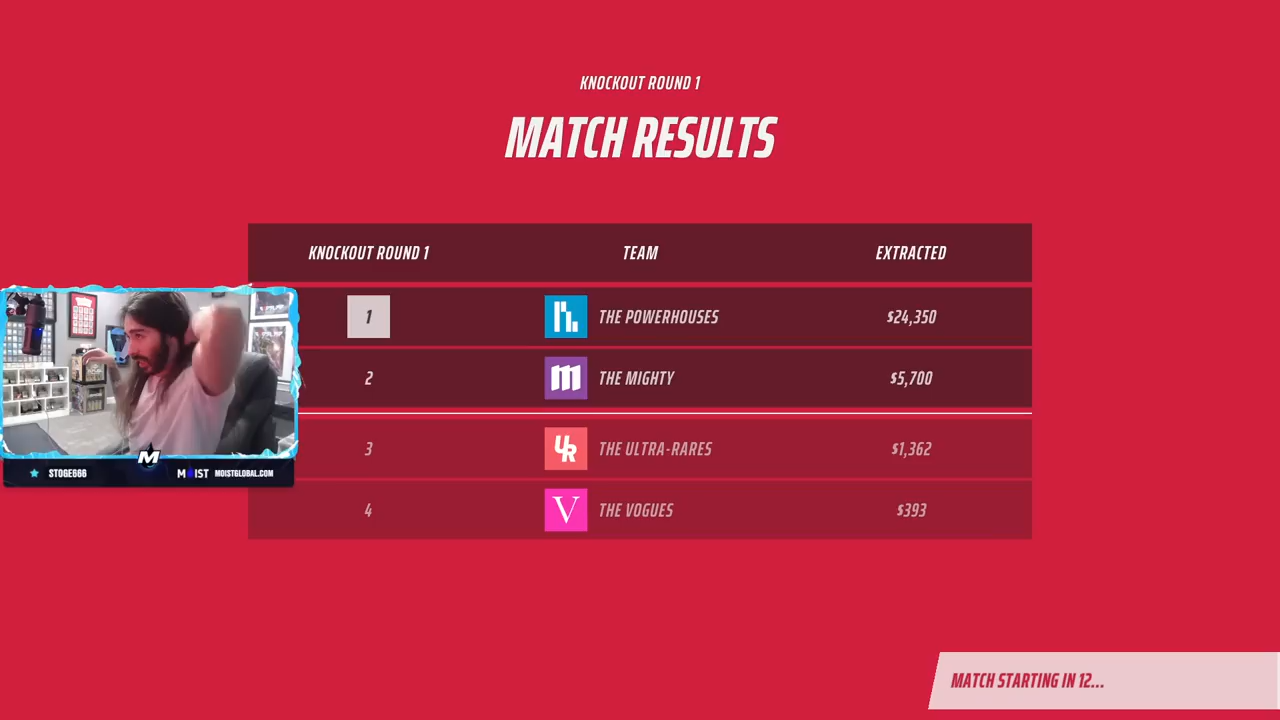 KNOCKOUT ROUND 1
MATCH RESULTS
KNOCKOUT ROUND 1 TEAM EXTRACTED
1 THE POWERHOUSES $24,350
2 THE MIGHTY $5,700
3 UR THE ULTRA-RARES $1,362
4 V THE VOGUES $393
M
STOGE666 MOIST MOISTGLOBAL.COM
MATCH STARTING IN 12...